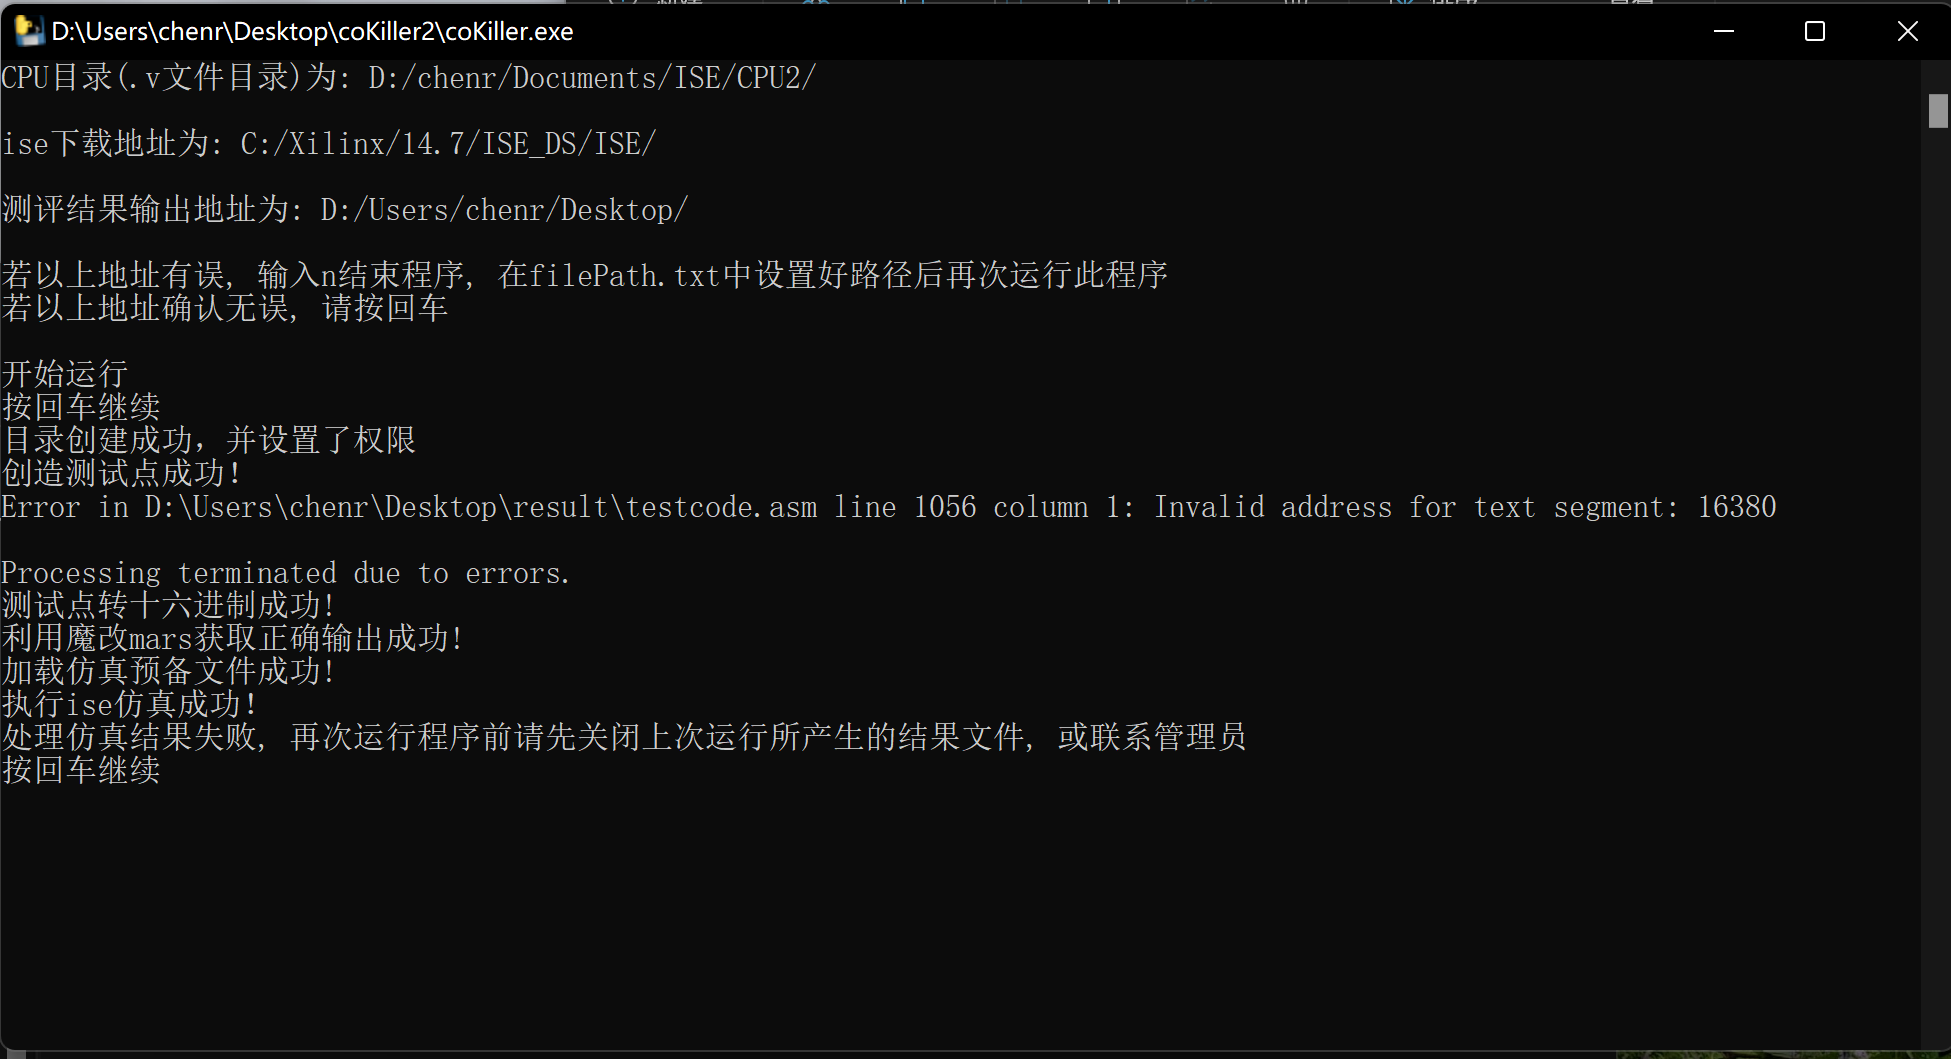 D:\Users\chenr\Desktop\coKiller2\coKiller.exe
CPU目录(.v文件目录)为: D:/chenr/Documents/ISE/CPU2/
ise下载地址为: C:/Xilinx/14.7/ISE_DS/ISE/
测评结果输出地址为: D:/Users/chenr/Desktop/
若以上地址有误, 输入n结束程序, 在filePath.txt中设置好路径后再次运行此程序
若以上地址确认无误, 请按回车
开始运行
按回车继续
目录创建成功，并设置了权限
创造测试点成功!
Error in D:\Users\chenr\Desktop\result\testcode.asm line 1056 column 1: Invalid address for text segment: 16380
Processing terminated due to errors.
测试点转十六进制成功!
利用魔改mars获取正确输出成功!
加载仿真预备文件成功!
执行ise仿真成功!
处理仿真结果失败, 再次运行程序前请先关闭上次运行所产生的结果文件, 或联系管理员
按回车继续